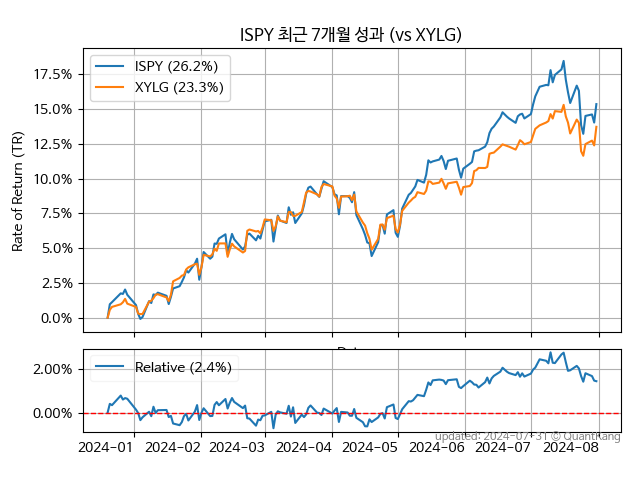 ISPY 최근 7개월 성과 (vs XYLG)
ISPY (26.2%)
XYLG (23.3%)
Rate of Return (TR)
17.5%
15.0%
12.5%
10.0%
7.5%
5.0%
2.5%
0.0%
Relative (2.4%)
2.00%
0.00%
updated: 2024-07-31 © QuantKang
2024-01 2024-02 2024-03 2024-04 2024-05 2024-06 2024-07 2024-08